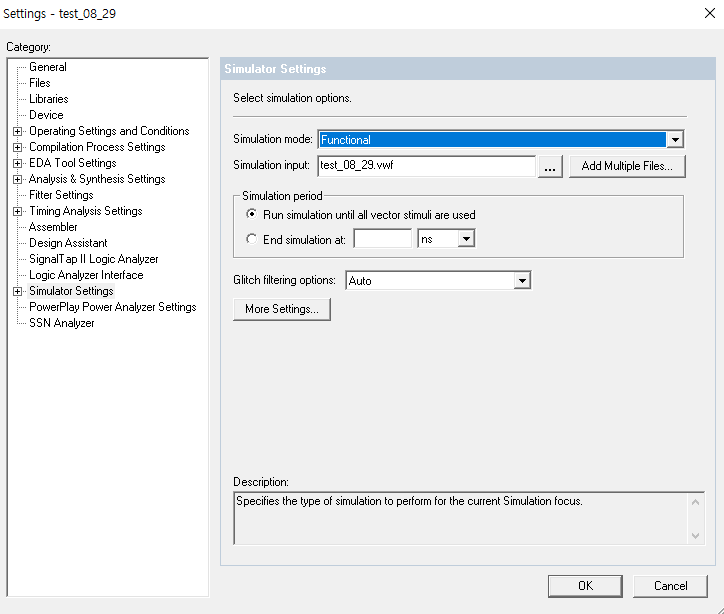 Settings - test_08_29
Category:
General
Files
Libraries
Device
Operating Settings and Conditions
Compilation Process Settings
EDA Tool Settings
Analysis & Synthesis Settings
Fitter Settings
Timing Analysis Settings
Assembler
Design Assistant
SignalTap II Logic Analyzer
Logic Analyzer Interface
Simulator Settings
PowerPlay Power Analyzer Settings
SSN Analyzer
Simulator Settings
Select simulation options.
Simulation mode: Functional
Simulation input: test_08_29.vwf ... Add Multiple Files...
Simulation period
Run simulation until all vector stimuli are used
End simulation at: ns
Glitch filtering options: Auto
More Settings...
Description:
Specifies the type of simulation to perform for the current Simulation focus.
OK Cancel